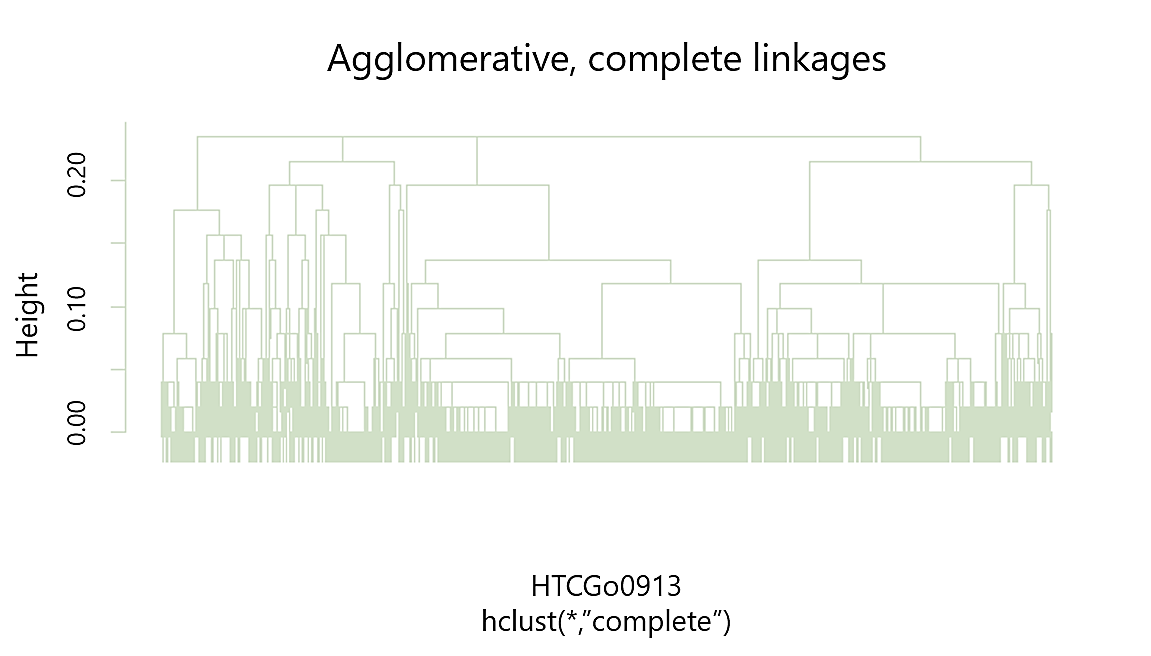 Agglomerative, complete linkages
Height
0.20
0.10
0.00
HTCGo0913
hclust(*,”complete”)